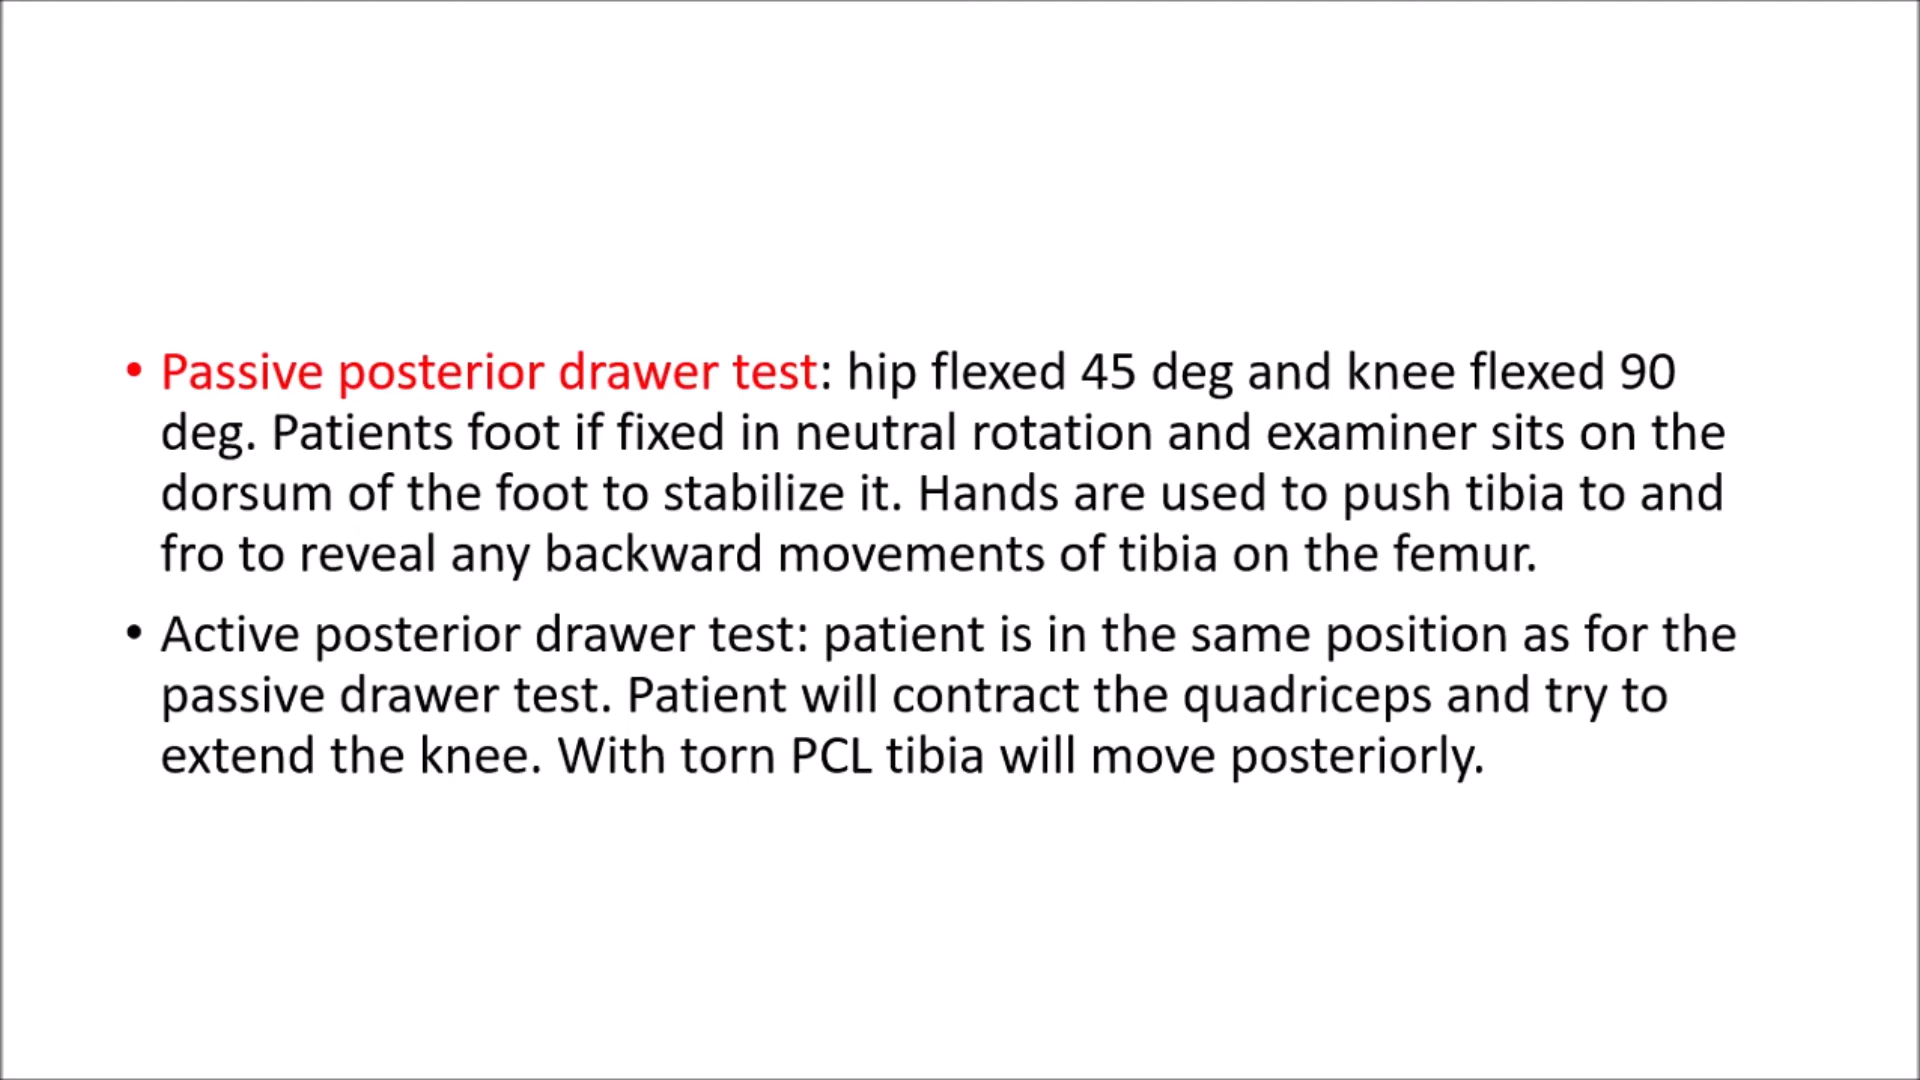 • Passive posterior drawer test: hip flexed 45 deg and knee flexed 90
deg. Patients foot if fixed in neutral rotation and examiner sits on the
dorsum of the foot to stabilize it. Hands are used to push tibia to and
fro to reveal any backward movements of tibia on the femur.
• Active posterior drawer test: patient is in the same position as for the
passive drawer test. Patient will contract the quadriceps and try to
extend the knee. With torn PCL tibia will move posteriorly.